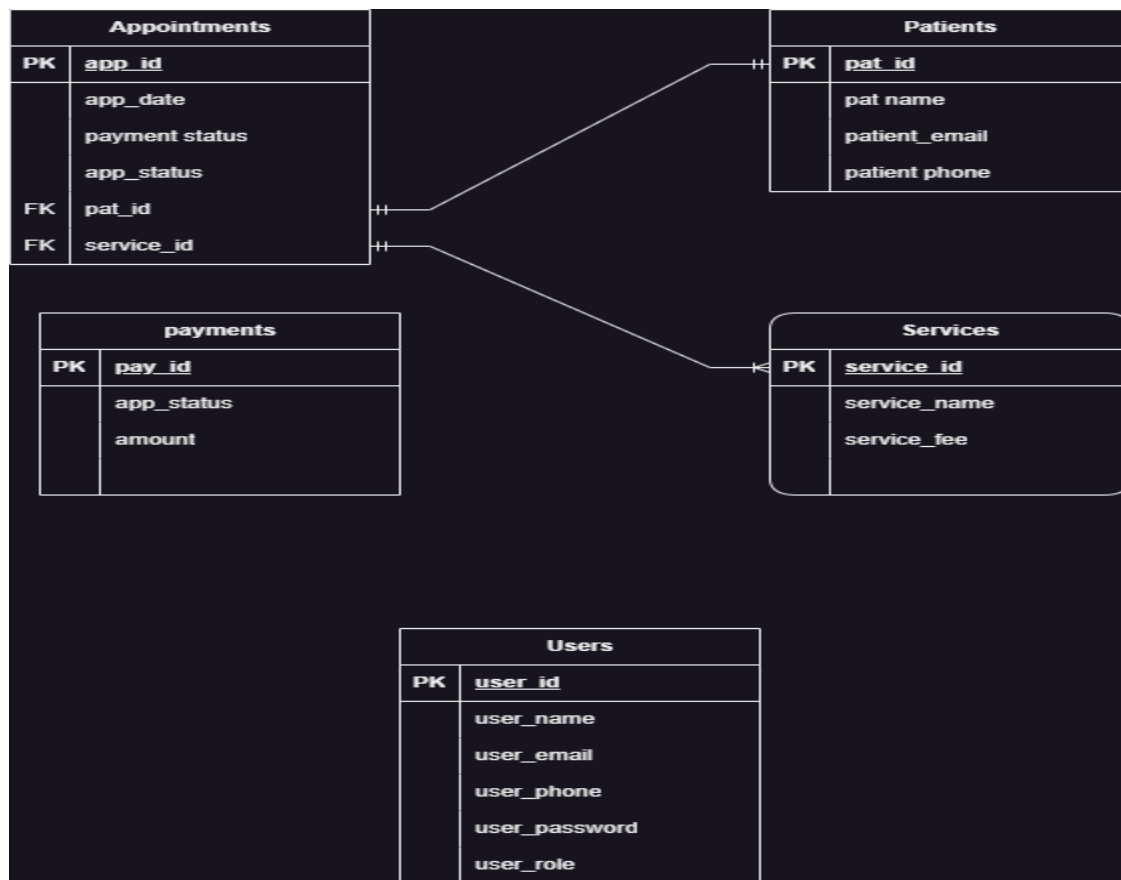 Appointments
PK app_id
app_date
payment status
app_status
FK pat_id
FK service_id
Patients
PK pat_id
pat name
patient_email
patient phone
payments
PK pay_id
app_status
amount
Services
PK service_id
service_name
service_fee
Users
PK user_id
user_name
user_email
user_phone
user_password
user_role